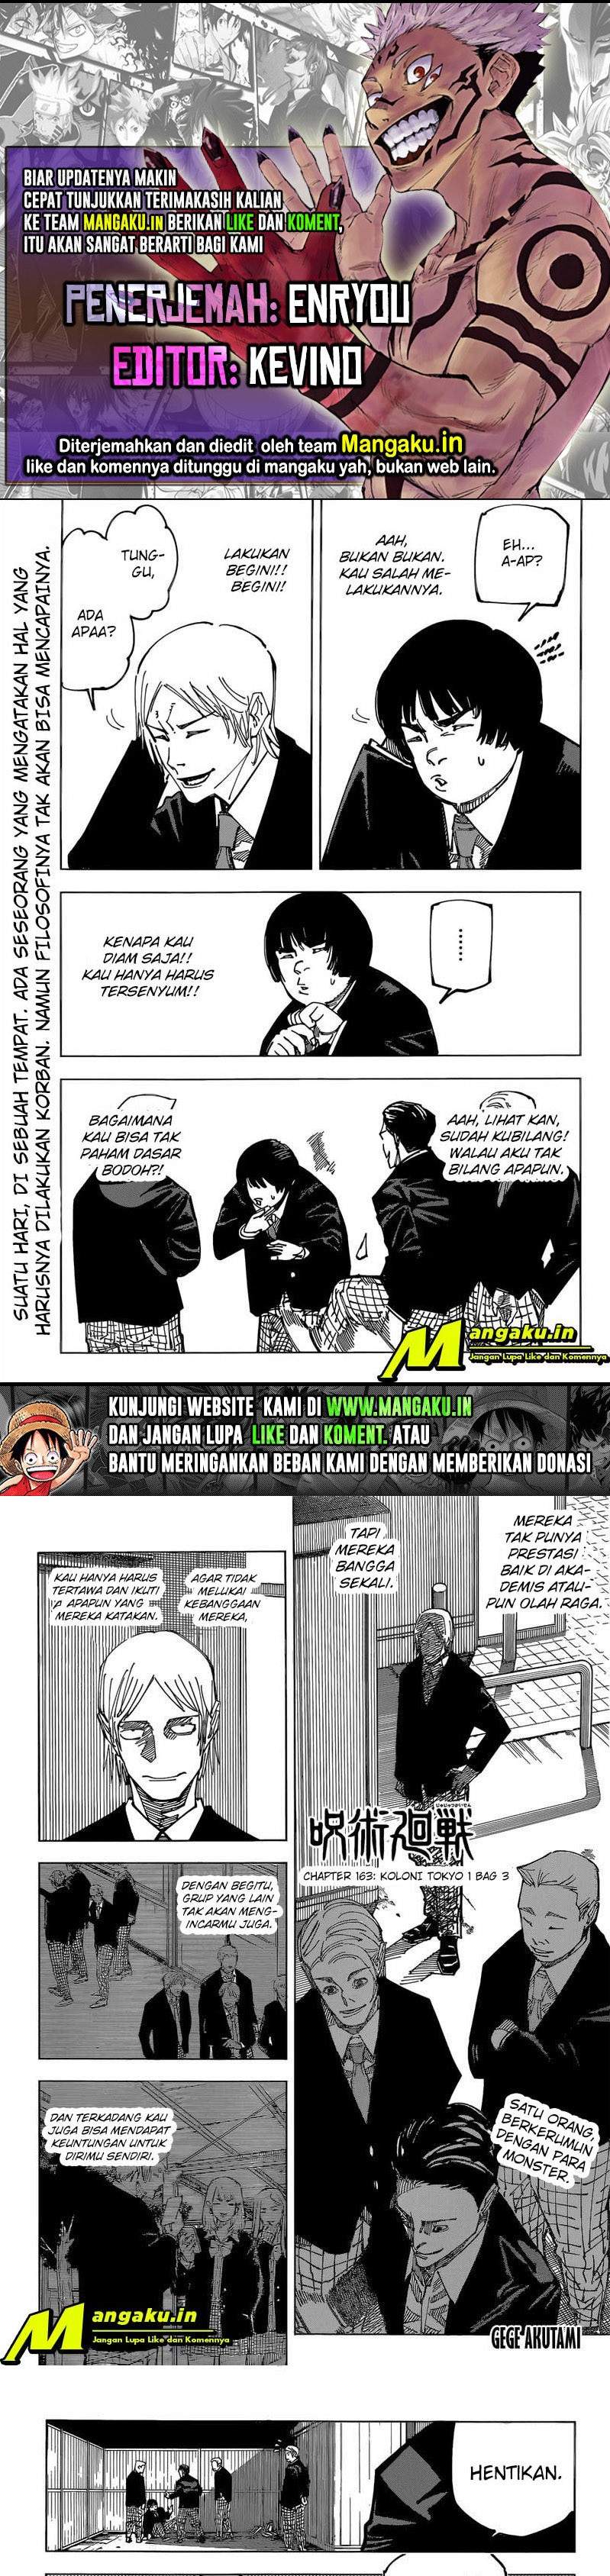 BIAR UPDATENYA MAKIN
CEPAT TUNJUKKAN TERIMAKASIH KALIAN
KE TEAM MANGAKU.IN BERIKAN LIKE DAN KOMENT,
ITU AKAN SANGAT BERARTI BAGI KAMI
PENERJEMAH: ENRYOU
EDITOR: KEVINO
Diterjemahkan dan diedit oleh team Mangaku.in
like dan komennya ditunggu di mangaku yah, bukan web lain.
SUATU HARI, DI SEBUAH TEMPAT. ADA SESEORANG YANG MENGATAKAN HAL YANG
HARUSNYA DILAKUKAN KORBAN. NAMUN FILOSOFINYA TAK AKAN BISA MENCAPAINYA.
EH...
A-AP?
AAH,
BUKAN BUKAN.
KAU SALAH ME-
LAKUKANNYA.
LAKUKAN
BEGINI!!
BEGINI!
TUNG-
GU,
ADA
APAA?
......
KENAPA KAU
DIAM SAJA!!
KAU HANYA HARUS
TERSENYUM!!
AAH, LIHAT KAN,
SUDAH KUBILANG!
WALAU AKU TAK
BILANG APAPUN.
BAGAIMANA
KAU BISA TAK
PAHAM DASAR
BODOH?!
Mangaku.in
Jangan Lupa Like dan Komennya
KUNJUNGI WEBSITE KAMI DI WWW.MANGAKU.IN
DAN JANGAN LUPA LIKE DAN KOMENT. ATAU
BANTU MERINGANKAN BEBAN KAMI DENGAN MEMBERIKAN DONASI
MEREKA
TAK PUNYA
PRESTASI
BAIK DI AKA-
DEMIS ATAU-
PUN OLAH RAGA.
TAPI
MEREKA
BANGGA
SEKALI.
呪術廻戦
CHAPTER 163: KOLONI TOKYO 1 BAG 3
SATU ORANG,
BERKERUMUN
DENGAN PARA
MONSTER.
GEGE AKUTAMI
AGAR TIDAK
MELUKAI
KEBANGGAAN
MEREKA,
KAU HANYA HARUS
TERTAWA DAN IKUTI
APAPUN YANG
MEREKA KATAKAN.
DENGAN BEGITU,
GRUP YANG LAIN
TAK AKAN MENG-
INCARMU JUGA.
DAN TERKADANG KAU
JUGA BISA MENDAPAT
KEUNTUNGAN UNTUK
DIRIMU SENDIRI.
Mangaku.in
Jangan Lupa Like dan Komennya
HENTIKAN.